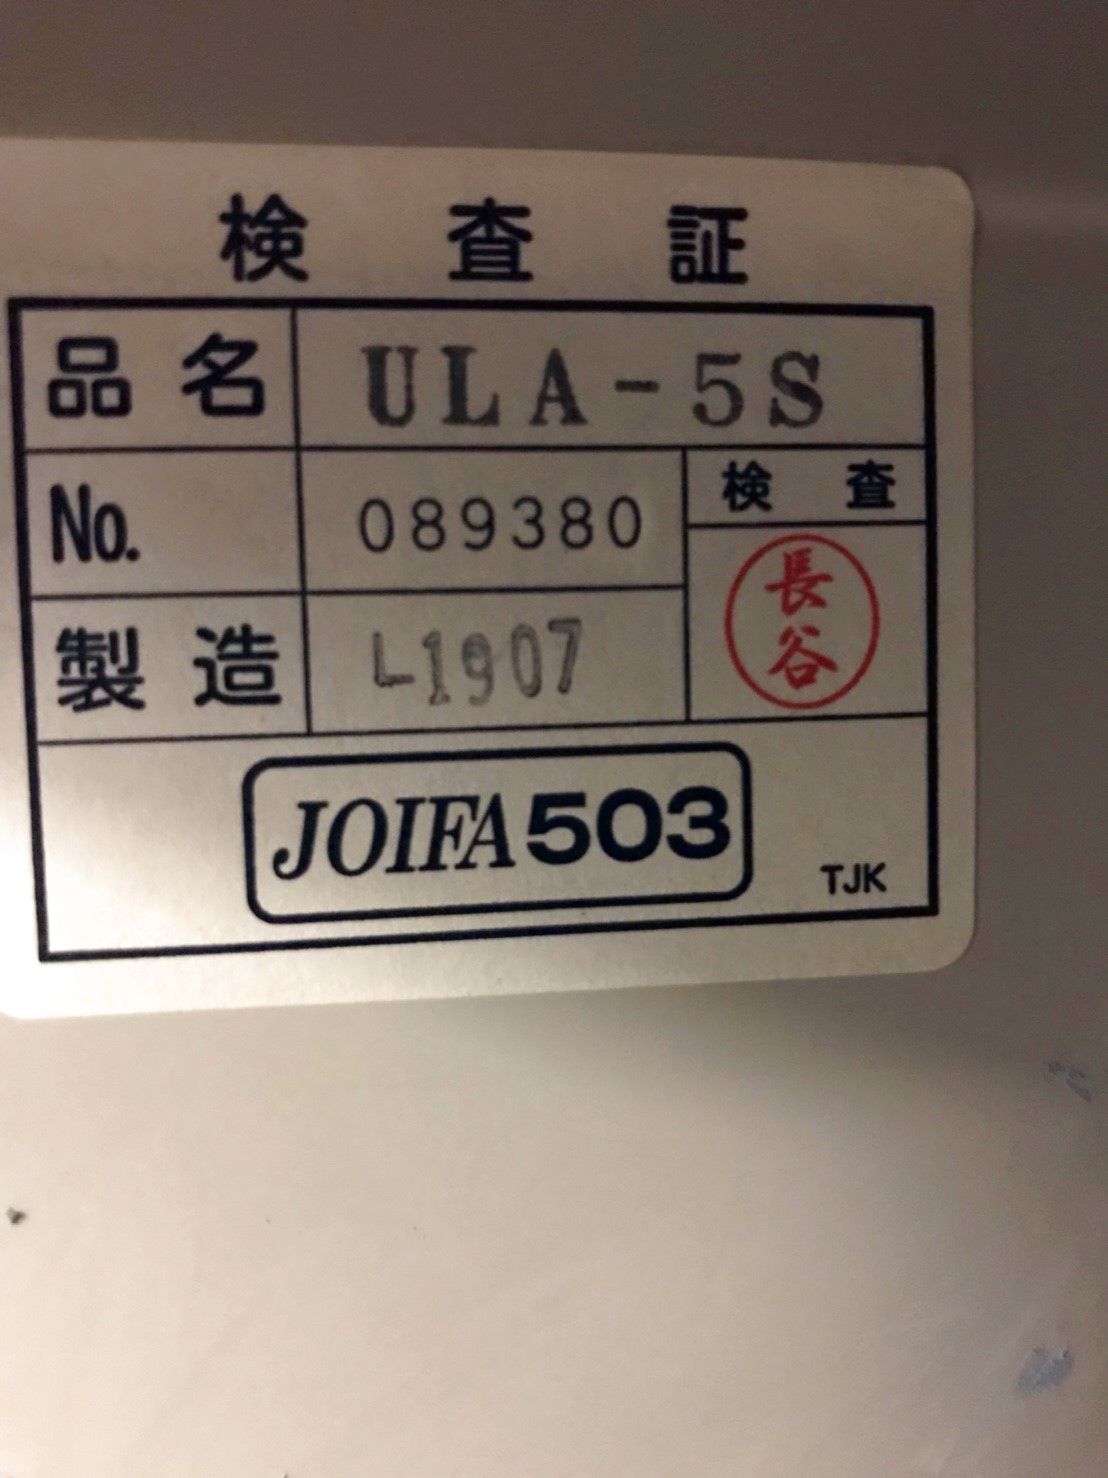 検査証
品名 ULA-5S
No. 089380 検査
製造 L1907 長谷
JOIFA503
TJK